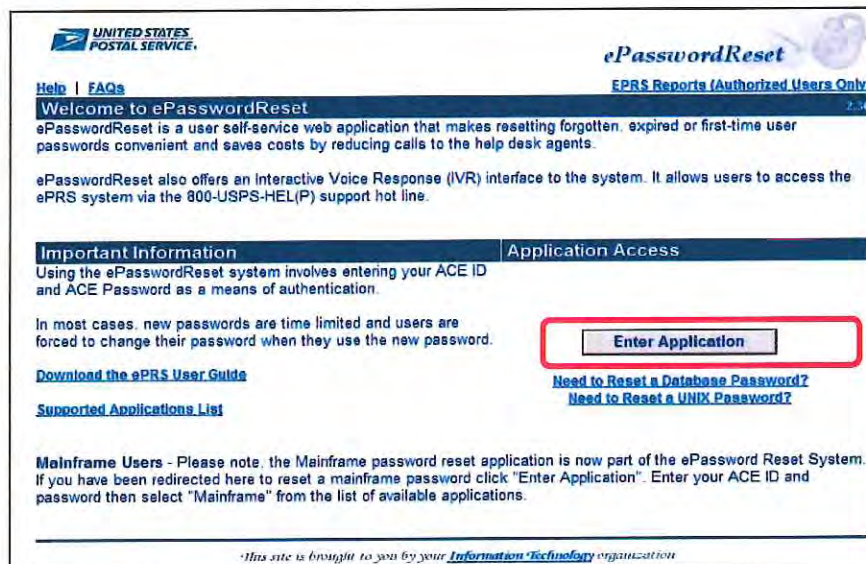 UNITED STATES
POSTAL SERVICE.
ePasswordReset
Help | FAQs
EPRS Reports (Authorized Users Only
Welcome to ePasswordReset
ePasswordReset is a user self-service web application that makes resetting forgotten, expired or first-time user
passwords convenient and saves costs by reducing calls to the help desk agents.
ePasswordReset also offers an Interactive Voice Response (IVR) interface to the system. It allows users to access the
ePRS system via the 800-USPS-HEL(P) support hot line.
Important Information
Application Access
Using the ePasswordReset system involves entering your ACE ID
and ACE Password as a means of authentication.
In most cases, new passwords are time limited and users are
forced to change their password when they use the new password.
Enter Application
Download the ePRS User Guide
Need to Reset a Database Password?
Need to Reset a UNIX Password?
Supported Applications List
Mainframe Users - Please note, the Mainframe password reset application is now part of the ePassword Reset System.
If you have been redirected here to reset a mainframe password click "Enter Application". Enter your ACE ID and
password then select "Mainframe" from the list of available applications.
This site is brought to you by your Information Technology organization